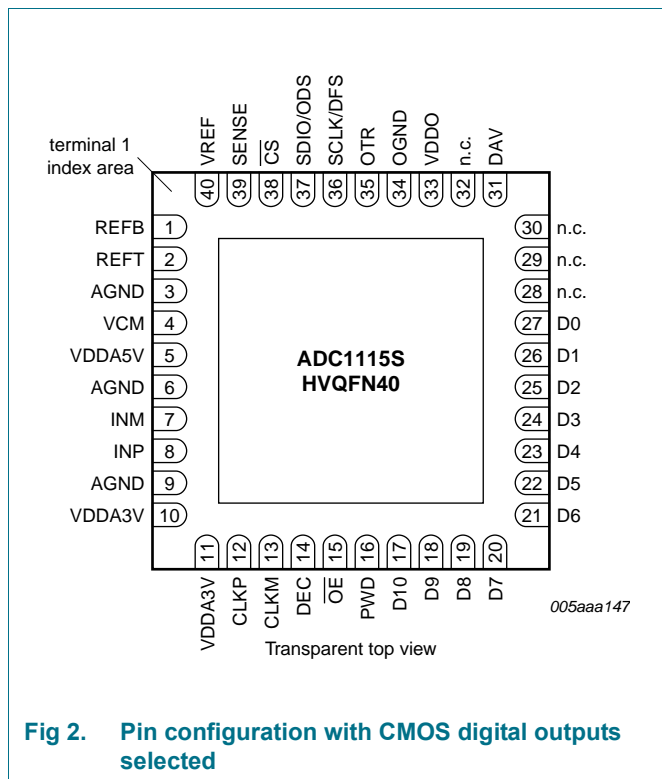 terminal 1
index area
VREF
SENSE
CS
SDIO/ODS
SCLK/DFS
OTR
OGND
VDDO
n.c.
DAV
40
39
38
37
36
35
34
33
32
31
REFB 1
REFT 2
AGND 3
VCM 4
VDDA5V 5
AGND 6
INM 7
INP 8
AGND 9
VDDA3V 10
ADC1115S
HVQFN40
30 n.c.
29 n.c.
28 n.c.
27 D0
26 D1
25 D2
24 D3
23 D4
22 D5
21 D6
11
12
13
14
15
16
17
18
19
20
VDDA3V
CLKP
CLKM
DEC
OE
PWD
D10
D9
D8
D7
005aaa147
Transparent top view
Fig 2. Pin configuration with CMOS digital outputs
selected